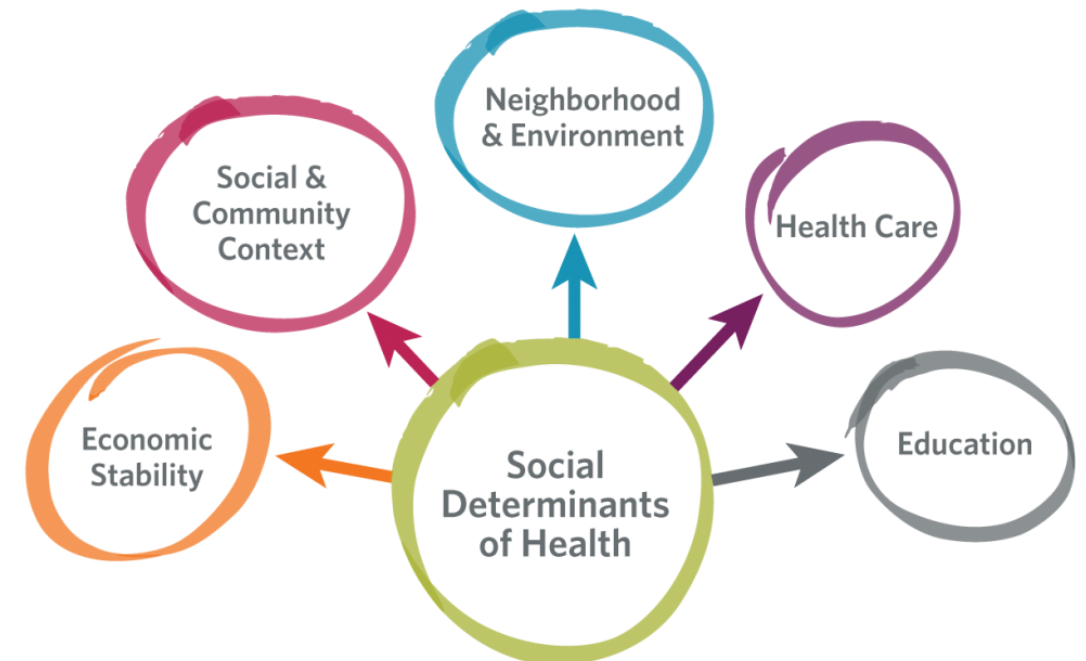 Neighborhood
& Environment
Social &
Community
Context
Health Care
Economic
Stability
Education
Social
Determinants
of Health